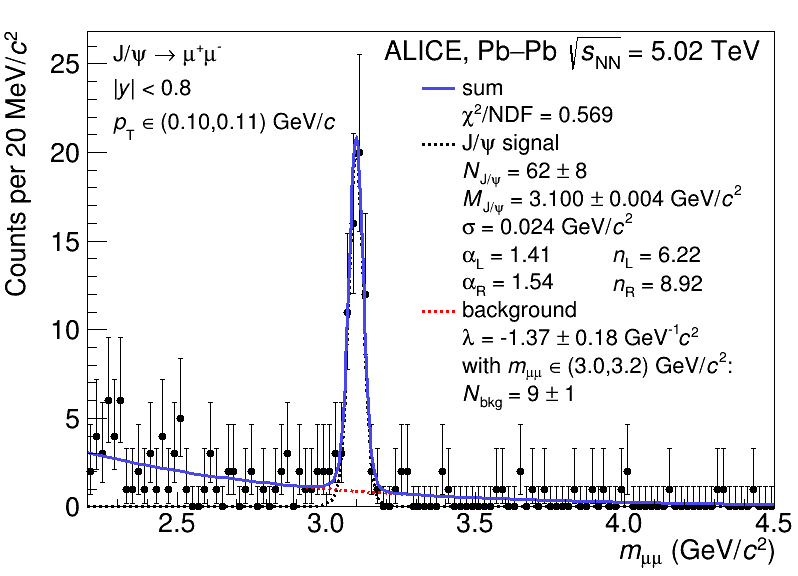 J/ψ → μ⁺μ⁻
|y| < 0.8
p_T ∈ (0.10,0.11) GeV/c
ALICE, Pb–Pb √s_NN = 5.02 TeV
sum
χ²/NDF = 0.569
J/ψ signal
N_J/ψ = 62 ± 8
M_J/ψ = 3.100 ± 0.004 GeV/c²
σ = 0.024 GeV/c²
α_L = 1.41 n_L = 6.22
α_R = 1.54 n_R = 8.92
background
λ = -1.37 ± 0.18 GeV⁻¹c²
with m_μμ ∈ (3.0,3.2) GeV/c²:
N_bkg = 9 ± 1
Counts per 20 MeV/c²
25
20
15
10
5
0
2.5 3.0 3.5 4.0 4.5
m_μμ (GeV/c²)